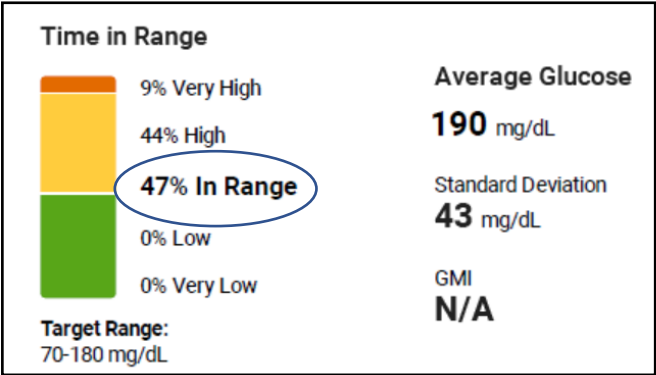 Time in Range
9% Very High
44% High
47% In Range
0% Low
0% Very Low
Target Range:
70-180 mg/dL
Average Glucose
190 mg/dL
Standard Deviation
43 mg/dL
GMI
N/A